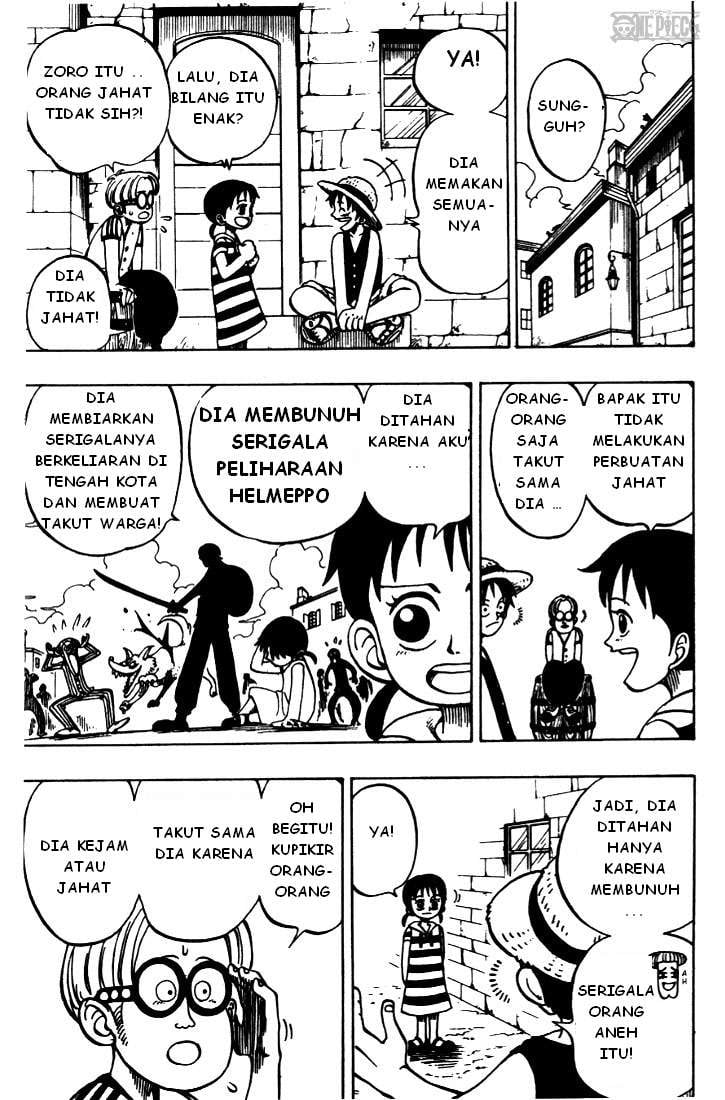 ONE PIECE
SUNG-
GUH?
YA!
DIA
MEMAKAN
SEMUA-
NYA
LALU, DIA
BILANG ITU
ENAK?
ZORO ITU ..
ORANG JAHAT
TIDAK SIH?!
DIA
TIDAK
JAHAT!
BAPAK ITU
TIDAK
MELAKUKAN
PERBUATAN
JAHAT
ORANG-
ORANG
SAJA
TAKUT
SAMA
DIA ...
DIA
DITAHAN
KARENA AKU
...
DIA MEMBUNUH
SERIGALA
PELIHARAAN
HELMEPPO
DIA
MEMBIARKAN
SERIGALANYA
BERKELIARAN DI
TENGAH KOTA
DAN MEMBUAT
TAKUT WARGA!
JADI, DIA
DITAHAN
HANYA
KARENA
MEMBUNUH
...
SERIGALA
ORANG
ANEH
ITU!
AH
YA!
OH
BEGITU!
KUPIKIR
ORANG-
ORANG
TAKUT SAMA
DIA KARENA
DIA KEJAM
ATAU
JAHAT